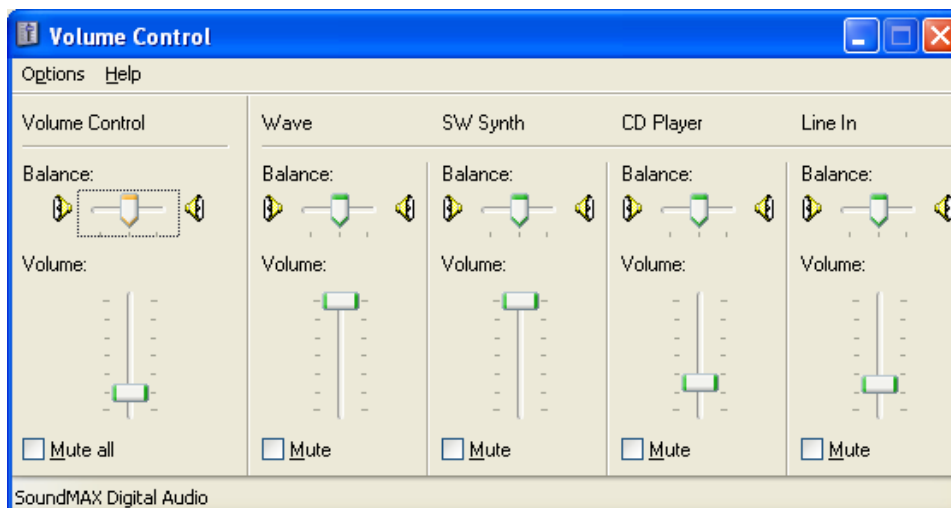 Volume Control
Options Help
Volume Control Wave SW Synth CD Player Line In
Balance: Balance: Balance: Balance: Balance:
Volume: Volume: Volume: Volume: Volume:
Mute all Mute Mute Mute Mute
SoundMAX Digital Audio